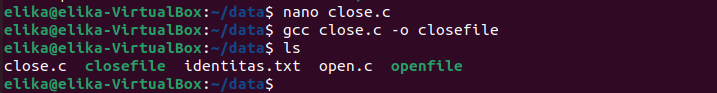 elika@elika-VirtualBox:~/data$ nano close.c
elika@elika-VirtualBox:~/data$ gcc close.c -o closefile
elika@elika-VirtualBox:~/data$ ls
close.c  closefile  identitas.txt  open.c  openfile
elika@elika-VirtualBox:~/data$